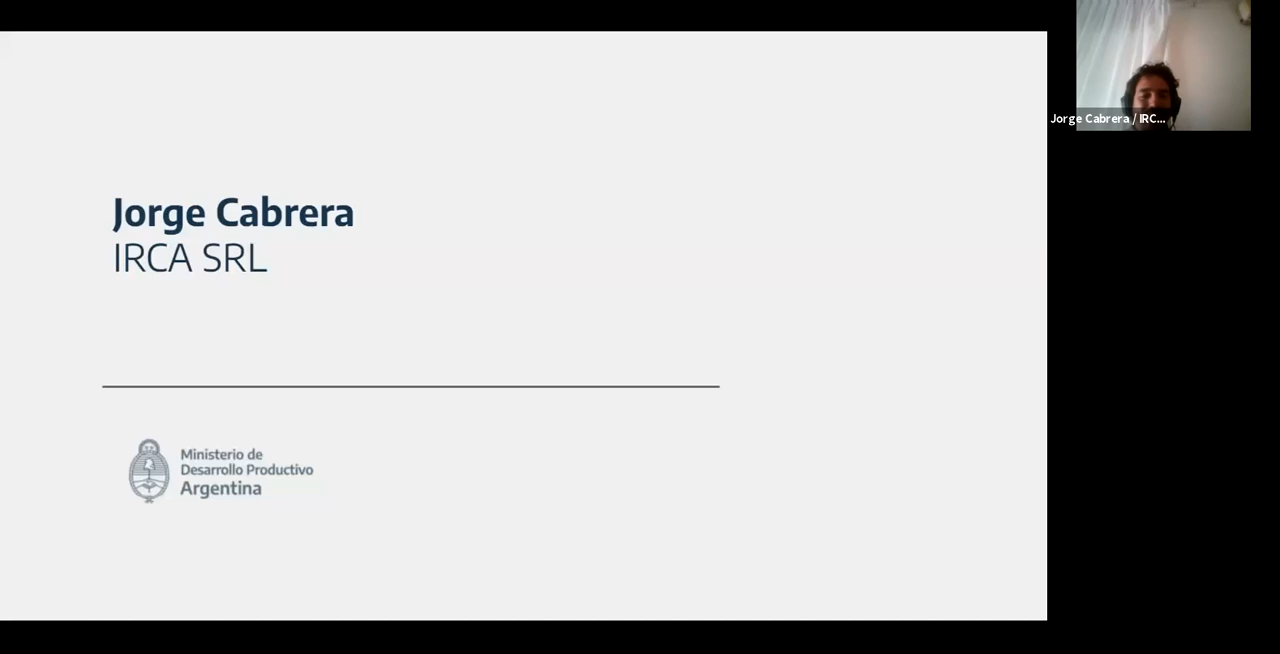 Jorge Cabrera
IRCA SRL
Ministerio de
Desarrollo Productivo
Argentina
Jorge Cabrera / IRC...